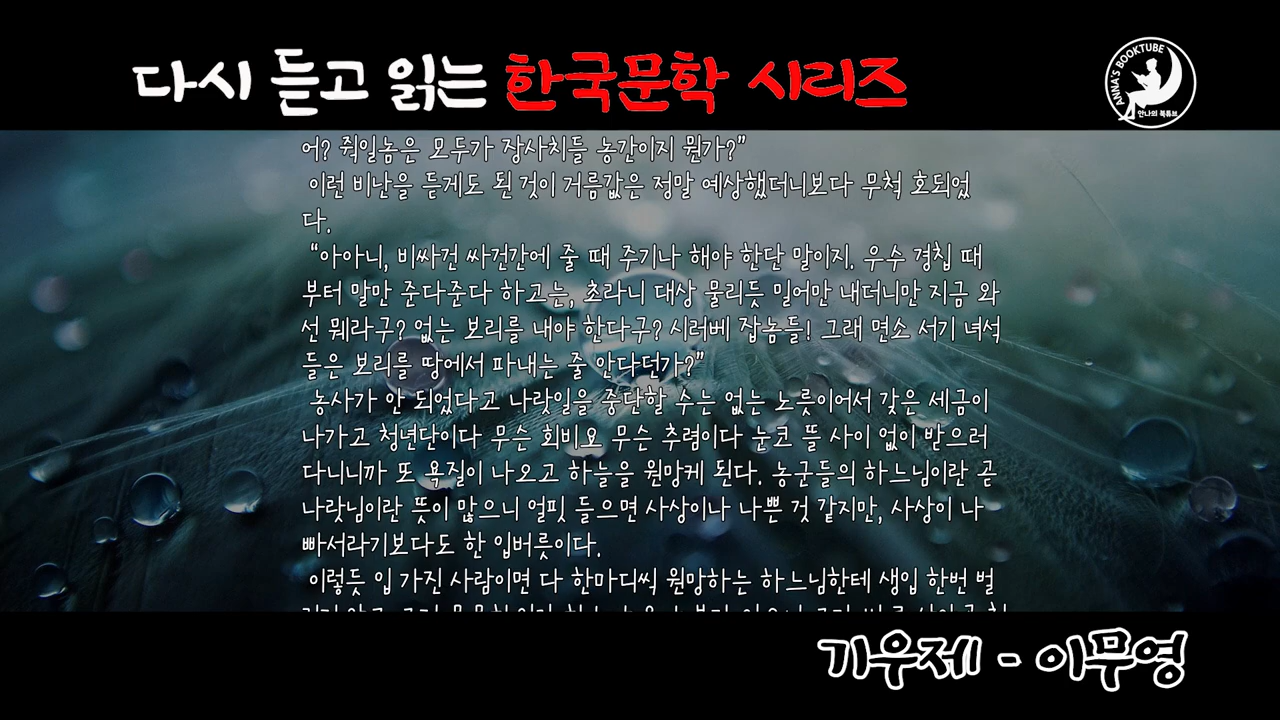 다시 듣고 읽는 한국문학 시리즈
ANNA'S BOOKTUBE
안나의 북튜브
어? 줙일놈은 모두가 장사치들 농간이지 뭔가?”
이런 비난을 듣게도 된 것이 거름값은 정말 예상했더니보다 무척 호되었
다.
“아아니, 비싸건 싸건간에 줄 때 주기나 해야 한단 말이지. 우수 경칩 때
부터 말만 준다준다 하고는, 초라니 대상 물리듯 밀어만 내더니만 지금 와
선 뭬라구? 없는 보리를 내야 한다구? 시러베 잡놈들! 그래 면소 서기 녀석
들은 보리를 땅에서 파내는 줄 안다던가?”
농사가 안 되었다고 나랏일을 중단할 수는 없는 노릇이어서 갖은 세금이
나가고 청년단이다 무슨 회비요 무슨 추렴이다 눈코 뜰 사이 없이 받으러
다니니까 또 욕질이 나오고 하늘을 원망케 된다. 농군들의 하느님이란 곧
나랏님이란 뜻이 많으니 얼핏 들으면 사상이나 나쁜 것 같지만, 사상이 나
빠서라기보다도 한 입버릇이다.
이렇듯 입 가진 사람이면 다 한마디씩 원망하는 하느님한테 생입 한번 벌
기우제 - 이무영